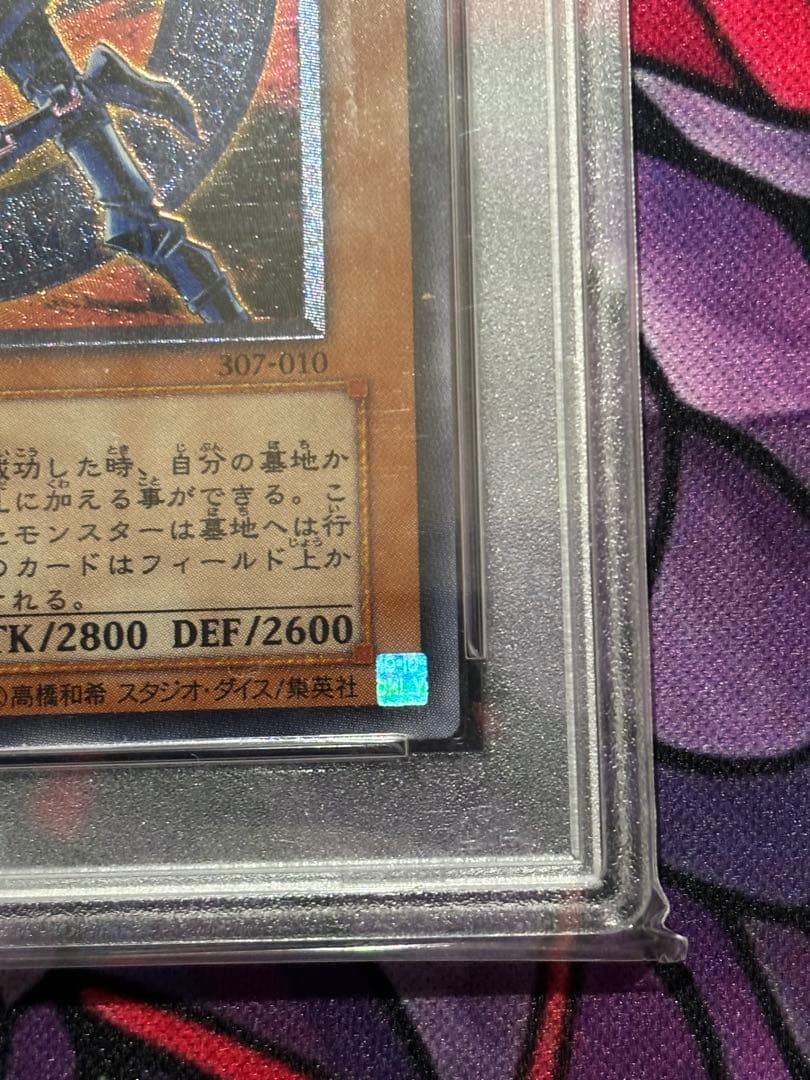 307-010
成功した時、自分の墓地か
に加える事ができる。こ
モンスターは墓地へは行
のカードはフィールド上か
される。
TK/2800 DEF/2600
©高橋和希 スタジオ・ダイス/集英社